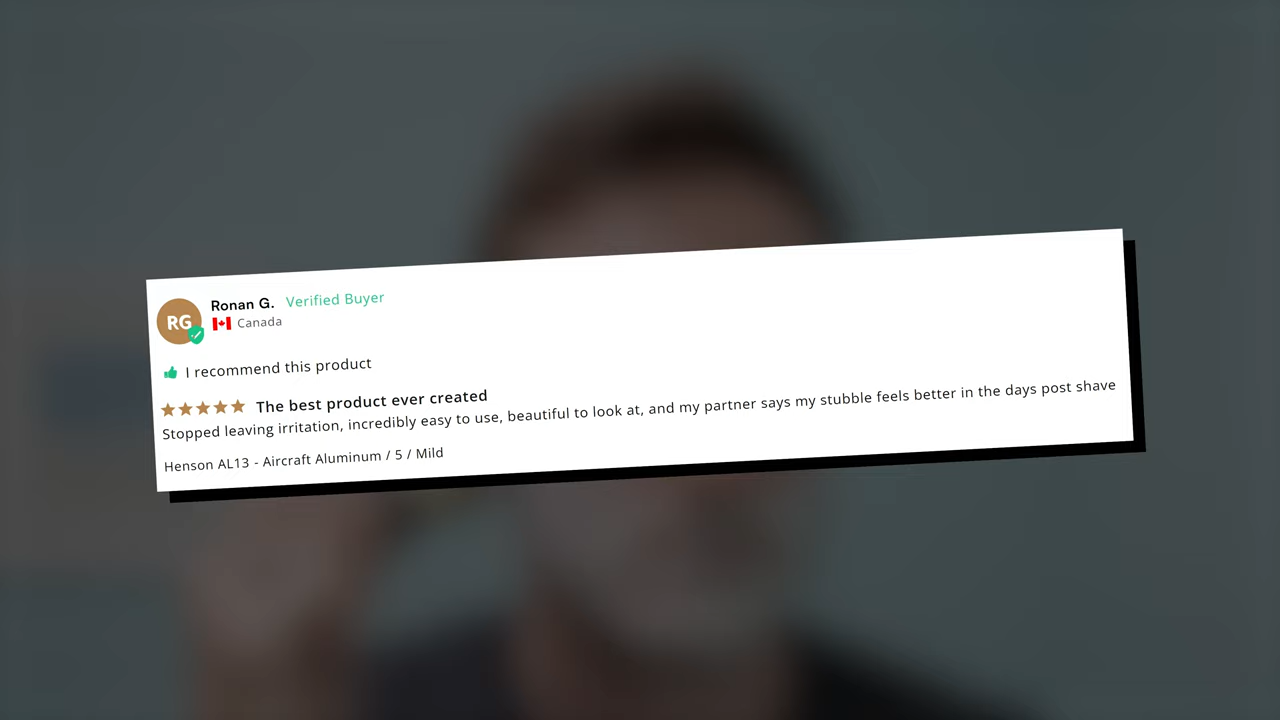 RG
Ronan G. Verified Buyer
Canada
I recommend this product
The best product ever created
Stopped leaving irritation, incredibly easy to use, beautiful to look at, and my partner says my stubble feels better in the days post shave
Henson AL13 - Aircraft Aluminum / 5 / Mild